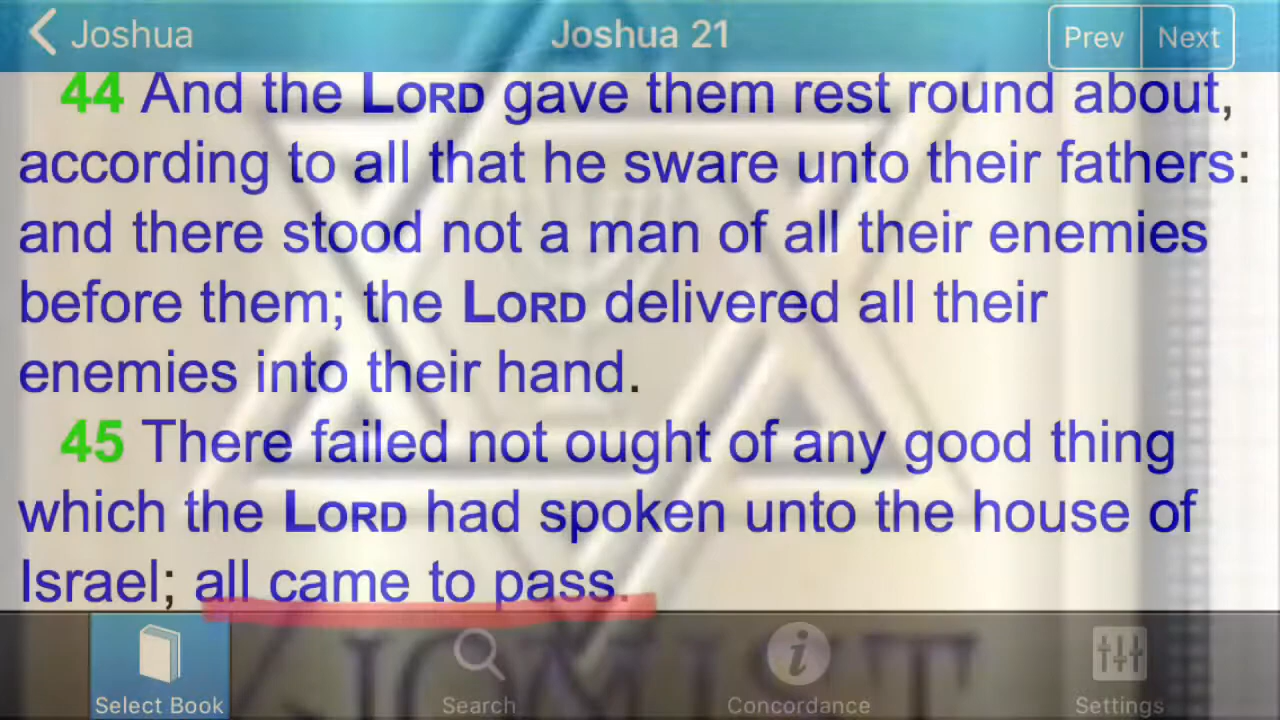 Joshua
Joshua 21
Prev
Next
44 And the LORD gave them rest round about,
according to all that he sware unto their fathers:
and there stood not a man of all their enemies
before them; the LORD delivered all their
enemies into their hand.
45 There failed not ought of any good thing
which the LORD had spoken unto the house of
Israel; all came to pass.
Select Book
Search
Concordance
Settings